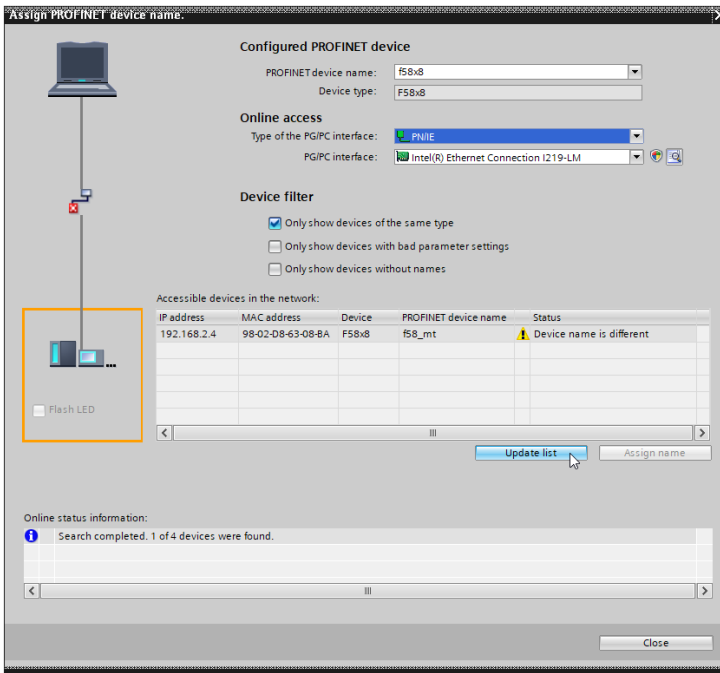 Assign PROFINET device name.
Configured PROFINET device
PROFINET device name: f58x8
Device type: F58x8
Online access
Type of the PG/PC interface: PN/IE
PG/PC interface: Intel(R) Ethernet Connection I219-LM
Device filter
Only show devices of the same type
Only show devices with bad parameter settings
Only show devices without names
Accessible devices in the network:
IP address MAC address Device PROFINET device name Status
192.168.2.4 98-02-D8-63-08-BA F58x8 f58_mt Device name is different
Flash LED
Update list Assign name
Online status information:
Search completed. 1 of 4 devices were found.
Close